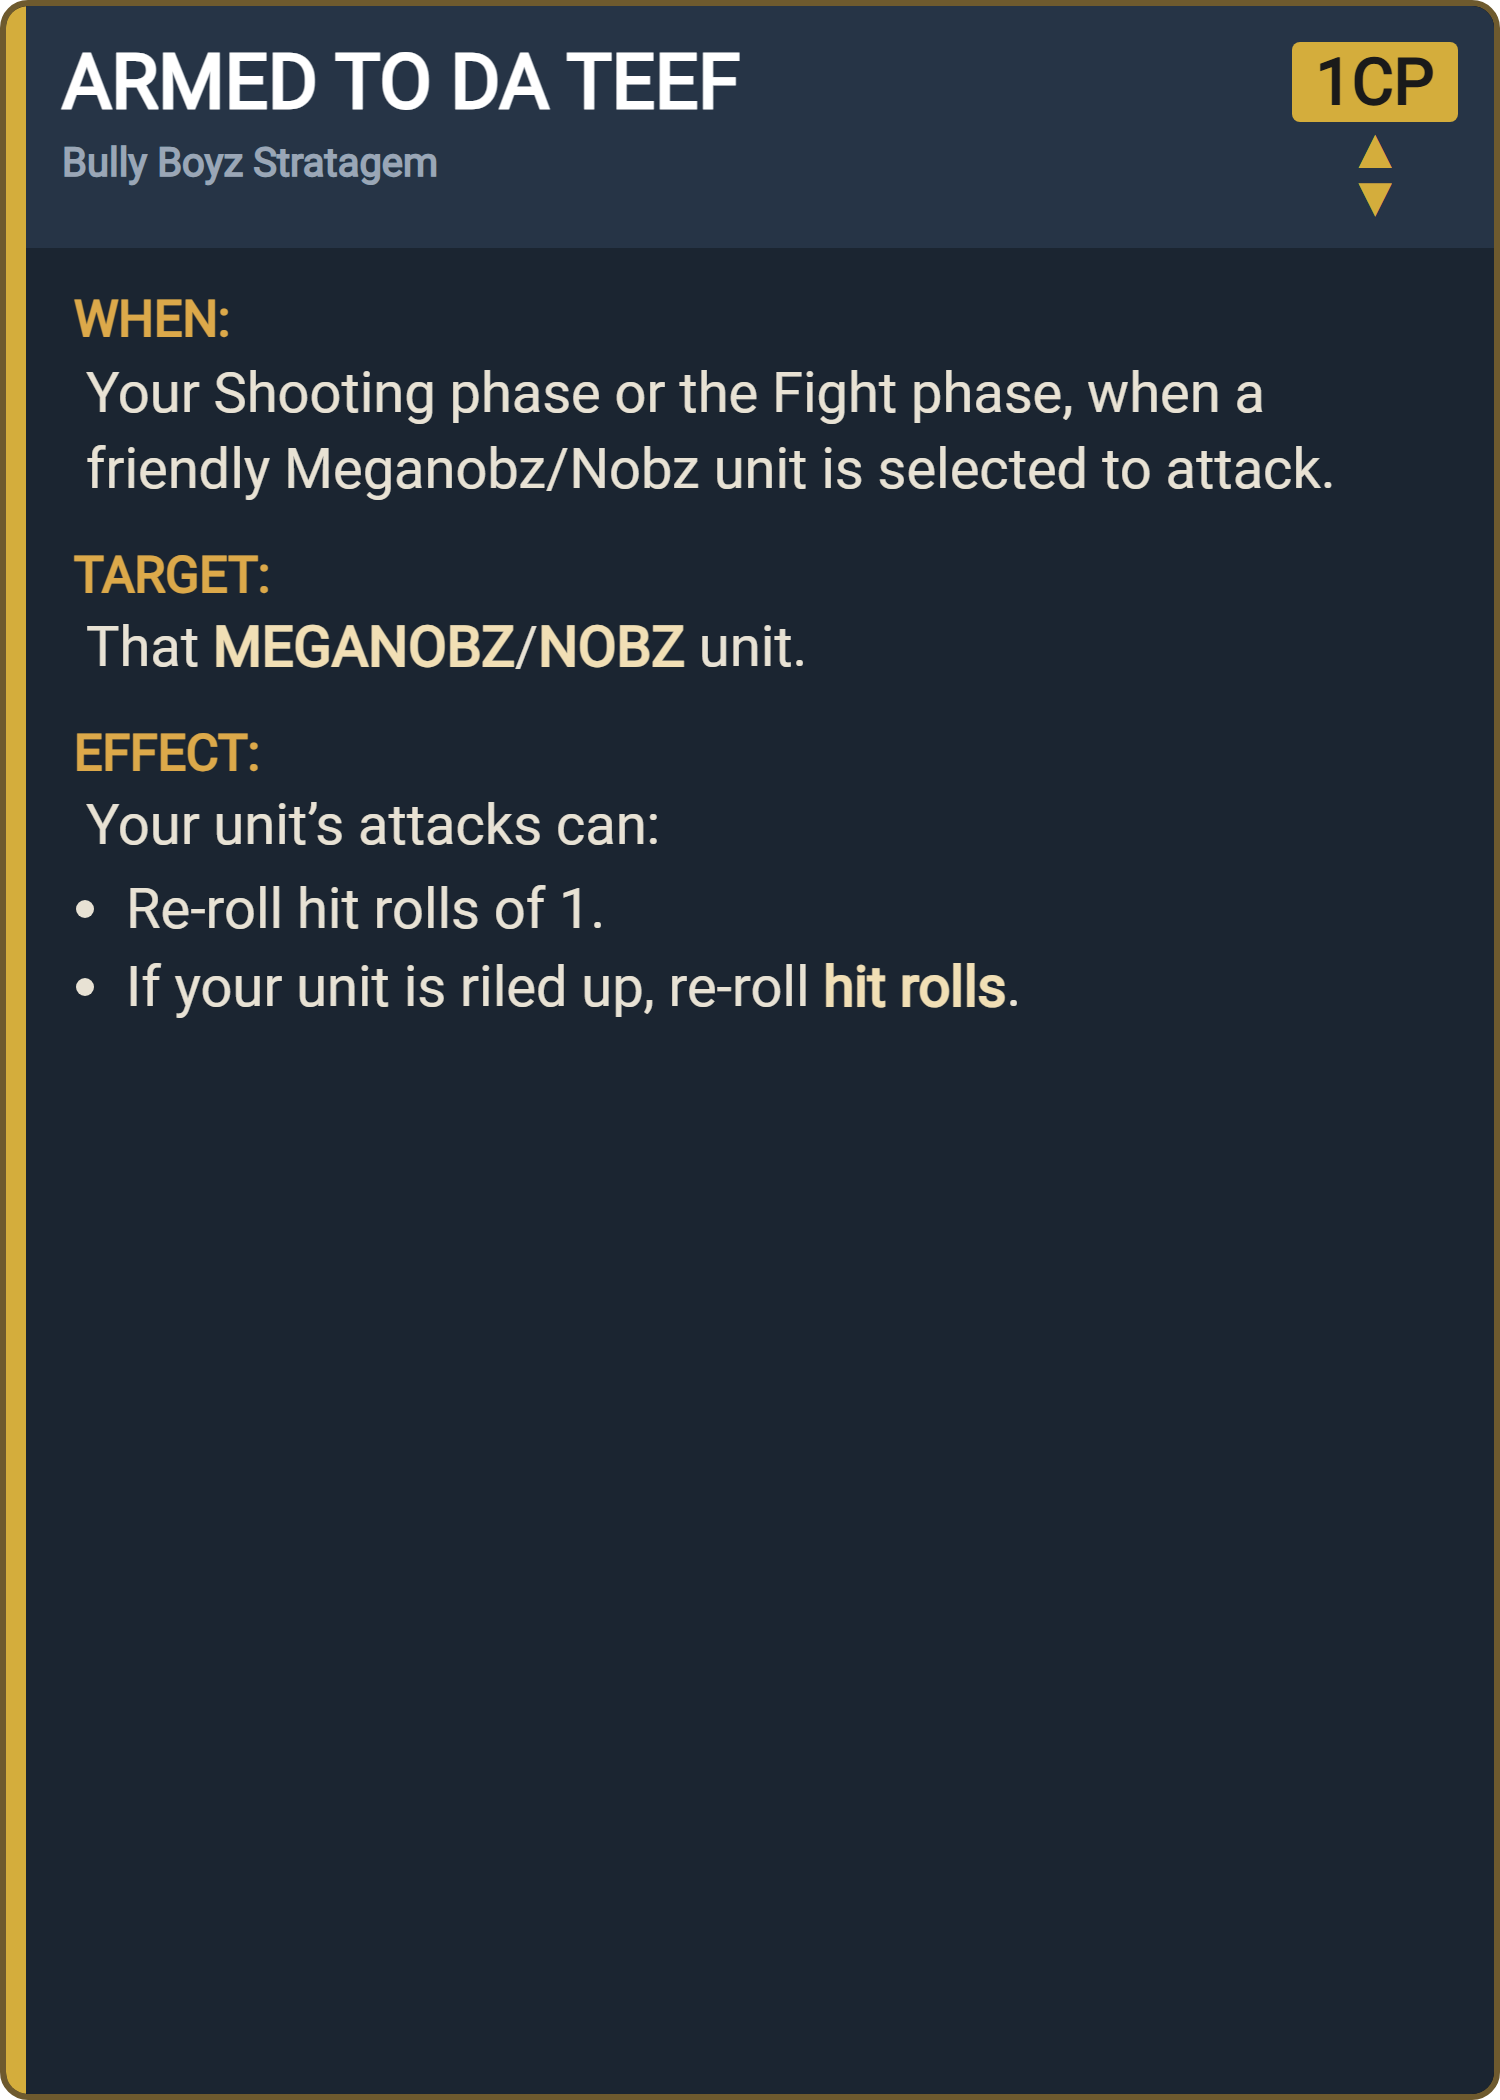 ARMED TO DA TEEF
Bully Boyz Stratagem
1CP
WHEN:
Your Shooting phase or the Fight phase, when a
friendly Meganobz/Nobz unit is selected to attack.
TARGET:
That MEGANOBZ/NOBZ unit.
EFFECT:
Your unit’s attacks can:
• Re-roll hit rolls of 1.
• If your unit is riled up, re-roll hit rolls.